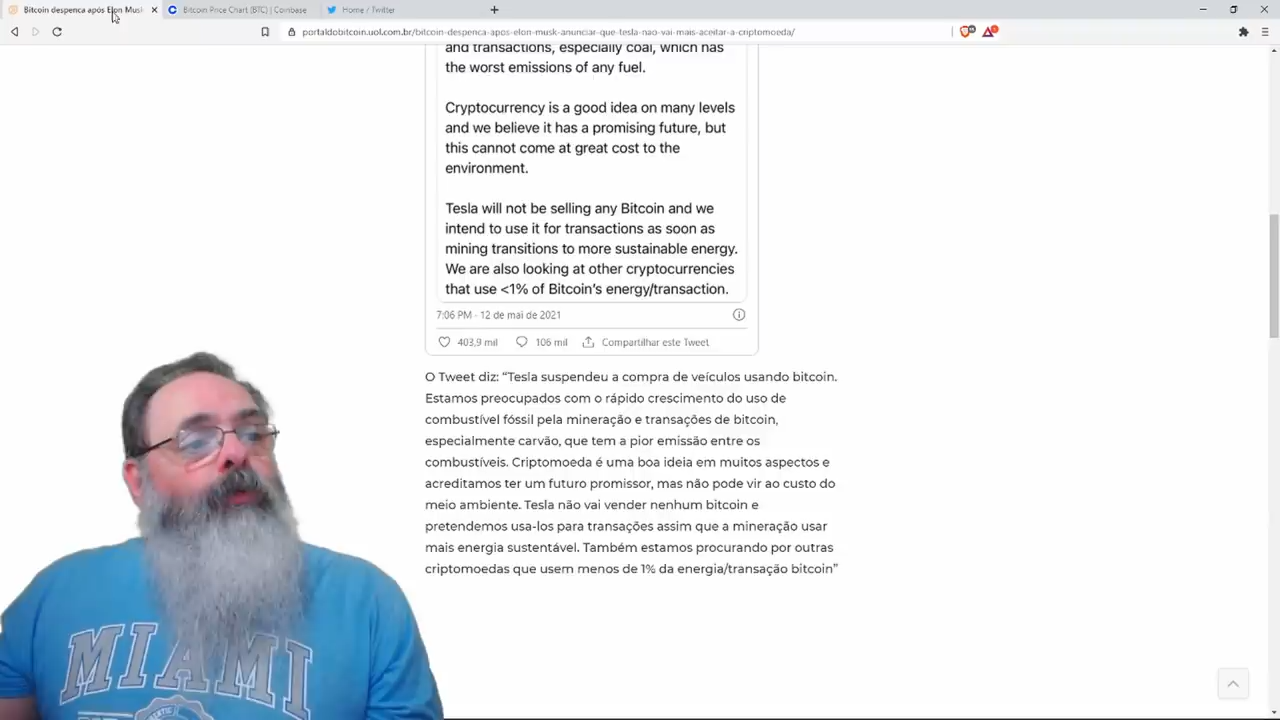 Bitcoin despenca após Elon Musk
Bitcoin Price Chart (BTC) | Coinbase
Home / Twitter
portaldobitcoin.uol.com.br/bitcoin-despenca-apos-elon-musk-anunciar-que-tesla-nao-vai-mais-aceitar-a-criptomoeda/
and transactions, especially coal, which has
the worst emissions of any fuel.
Cryptocurrency is a good idea on many levels
and we believe it has a promising future, but
this cannot come at great cost to the
environment.
Tesla will not be selling any Bitcoin and we
intend to use it for transactions as soon as
mining transitions to more sustainable energy.
We are also looking at other cryptocurrencies
that use <1% of Bitcoin's energy/transaction.
7:06 PM · 12 de mai de 2021
403,9 mil 106 mil Compartilhar este Tweet
O Tweet diz: “Tesla suspendeu a compra de veículos usando bitcoin.
Estamos preocupados com o rápido crescimento do uso de
combustível fóssil pela mineração e transações de bitcoin,
especialmente carvão, que tem a pior emissão entre os
combustíveis. Criptomoeda é uma boa ideia em muitos aspectos e
acreditamos ter um futuro promissor, mas não pode vir ao custo do
meio ambiente. Tesla não vai vender nenhum bitcoin e
pretendemos usa-los para transações assim que a mineração usar
mais energia sustentável. Também estamos procurando por outras
criptomoedas que usem menos de 1% da energia/transação bitcoin”
MIAMI